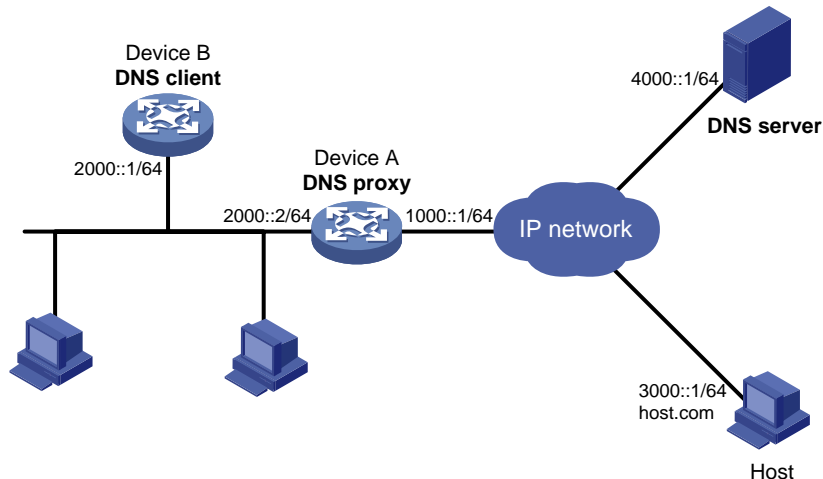 Device B
DNS client
4000::1/64
DNS server
2000::1/64
Device A
DNS proxy
2000::2/64
1000::1/64
IP network
3000::1/64
host.com
Host